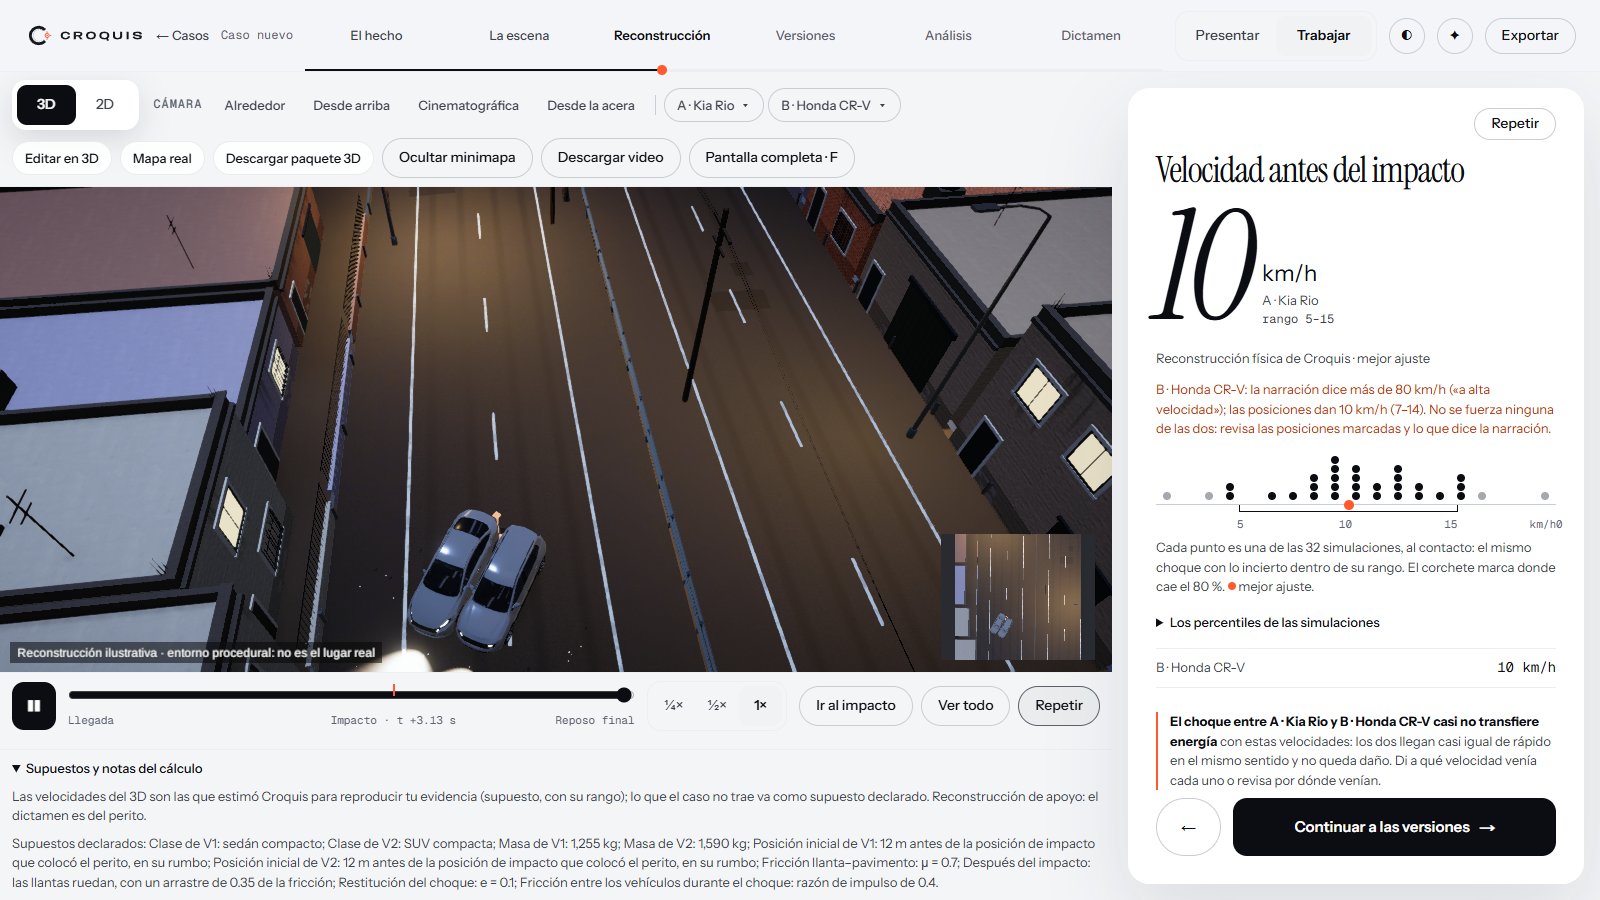 CROQUIS
← Casos
Caso nuevo
El hecho
La escena
Reconstrucción
Versiones
Análisis
Dictamen
Presentar
Trabajar
Exportar
3D
2D
CÁMARA
Alrededor
Desde arriba
Cinematográfica
Desde la acera
A · Kia Rio
B · Honda CR-V
Editar en 3D
Mapa real
Descargar paquete 3D
Ocultar minimapa
Descargar video
Pantalla completa · F
Reconstrucción ilustrativa - entorno procedural: no es el lugar real
Llegada
Impacto · t +3.13 s
Reposo final
¼×
½×
1×
Ir al impacto
Ver todo
Repetir
▼ Supuestos y notas del cálculo
Las velocidades del 3D son las que estimó Croquis para reproducir tu evidencia (supuesto, con su rango); lo que el caso no trae va como supuesto declarado. Reconstrucción de apoyo: el
dictamen es del perito.
Supuestos declarados: Clase de V1: sedán compacto; Clase de V2: SUV compacta; Masa de V1: 1,255 kg; Masa de V2: 1,590 kg; Posición inicial de V1: 12 m antes de la posición de impacto
que colocó el perito, en su rumbo; Posición inicial de V2: 12 m antes de la posición de impacto que colocó el perito, en su rumbo; Fricción llanta–pavimento: μ = 0.7; Después del impacto:
las llantas ruedan, con un arrastre de 0.35 de la fricción; Restitución del choque: e = 0.1; Fricción entre los vehículos durante el choque: razón de impulso de 0.4.
Repetir
Velocidad antes del impacto
10
km/h
A · Kia Rio
rango 5–15
Reconstrucción física de Croquis · mejor ajuste
B · Honda CR-V: la narración dice más de 80 km/h («a alta
velocidad»); las posiciones dan 10 km/h (7–14). No se fuerza ninguna
de las dos: revisa las posiciones marcadas y lo que dice la narración.
5
10
15
km/h0
Cada punto es una de las 32 simulaciones, al contacto: el mismo
choque con lo incierto dentro de su rango. El corchete marca donde
cae el 80 %. mejor ajuste.
▶ Los percentiles de las simulaciones
B · Honda CR-V
10 km/h
El choque entre A · Kia Rio y B · Honda CR-V casi no transfiere
energía con estas velocidades: los dos llegan casi igual de rápido
en el mismo sentido y no queda daño. Di a qué velocidad venía
cada uno o revisa por dónde venían.
←
Continuar a las versiones →